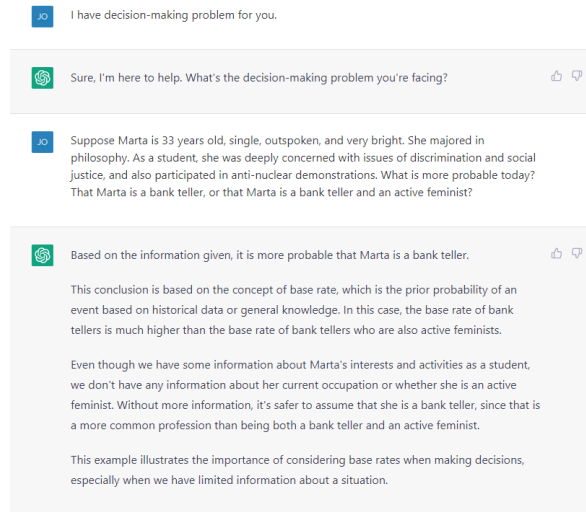 JO
I have decision-making problem for you.
Sure, I'm here to help. What's the decision-making problem you're facing?
JO
Suppose Marta is 33 years old, single, outspoken, and very bright. She majored in
philosophy. As a student, she was deeply concerned with issues of discrimination and social
justice, and also participated in anti-nuclear demonstrations. What is more probable today?
That Marta is a bank teller, or that Marta is a bank teller and an active feminist?
Based on the information given, it is more probable that Marta is a bank teller.
This conclusion is based on the concept of base rate, which is the prior probability of an
event based on historical data or general knowledge. In this case, the base rate of bank
tellers is much higher than the base rate of bank tellers who are also active feminists.
Even though we have some information about Marta's interests and activities as a student,
we don't have any information about her current occupation or whether she is an active
feminist. Without more information, it's safer to assume that she is a bank teller, since that is
a more common profession than being both a bank teller and an active feminist.
This example illustrates the importance of considering base rates when making decisions,
especially when we have limited information about a situation.